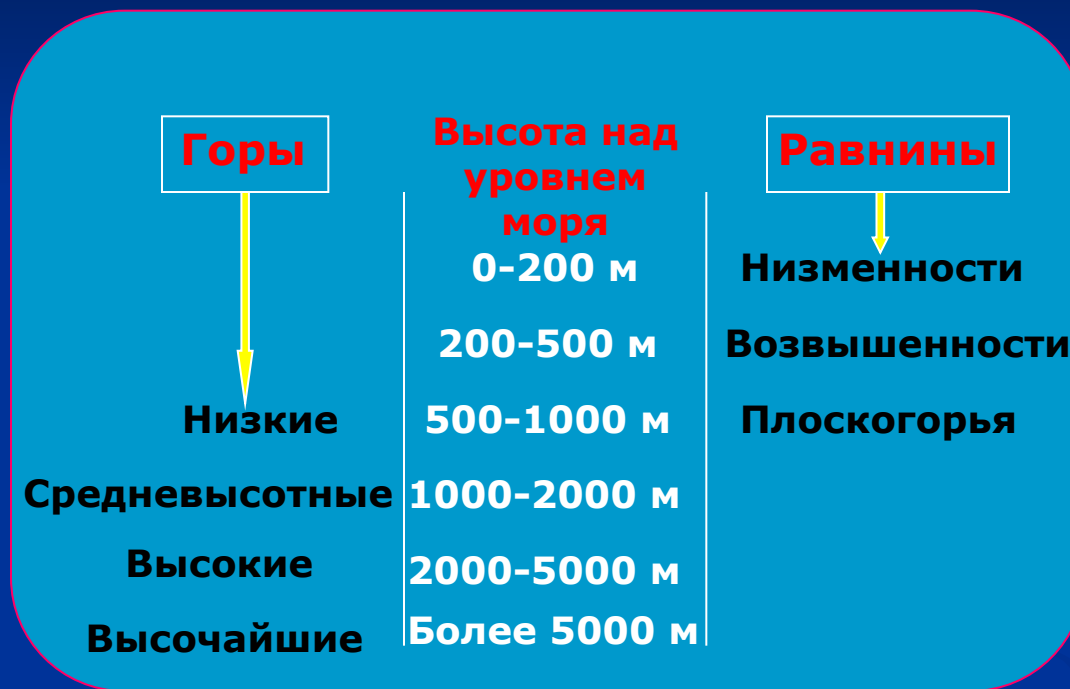 Горы
Высота над
уровнем
моря
Равнины
0-200 м
Низменности
200-500 м
Возвышенности
Низкие
500-1000 м
Плоскогорья
Средневысотные
1000-2000 м
Высокие
2000-5000 м
Высочайшие
Более 5000 м